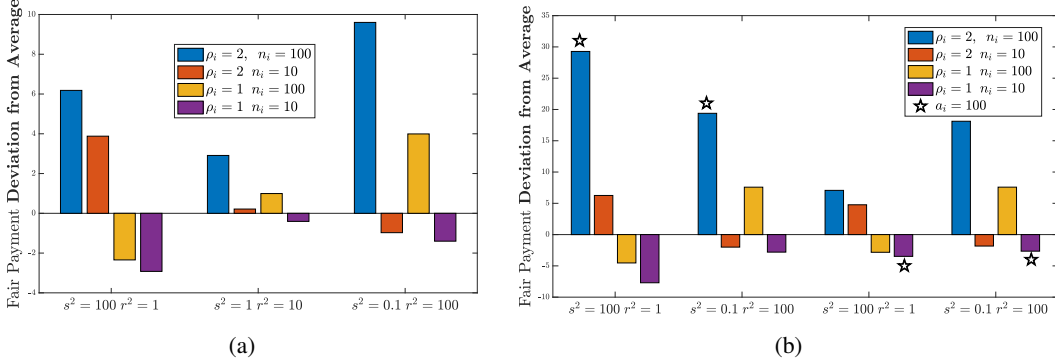 Fair Payment Deviation from Average
10
8
6
4
2
0
-2
-4
ρᵢ = 2, nᵢ = 100
ρᵢ = 2 nᵢ = 10
ρᵢ = 1 nᵢ = 100
ρᵢ = 1 nᵢ = 10
s² = 100 r² = 1
s² = 1 r² = 10
s² = 0.1 r² = 100
(a)
Fair Payment Deviation from Average
35
30
25
20
15
10
5
0
-5
-10
ρᵢ = 2, nᵢ = 100
ρᵢ = 2 nᵢ = 10
ρᵢ = 1 nᵢ = 100
ρᵢ = 1 nᵢ = 10
aᵢ = 100
s² = 100 r² = 1
s² = 0.1 r² = 100
s² = 100 r² = 1
s² = 0.1 r² = 100
(b)